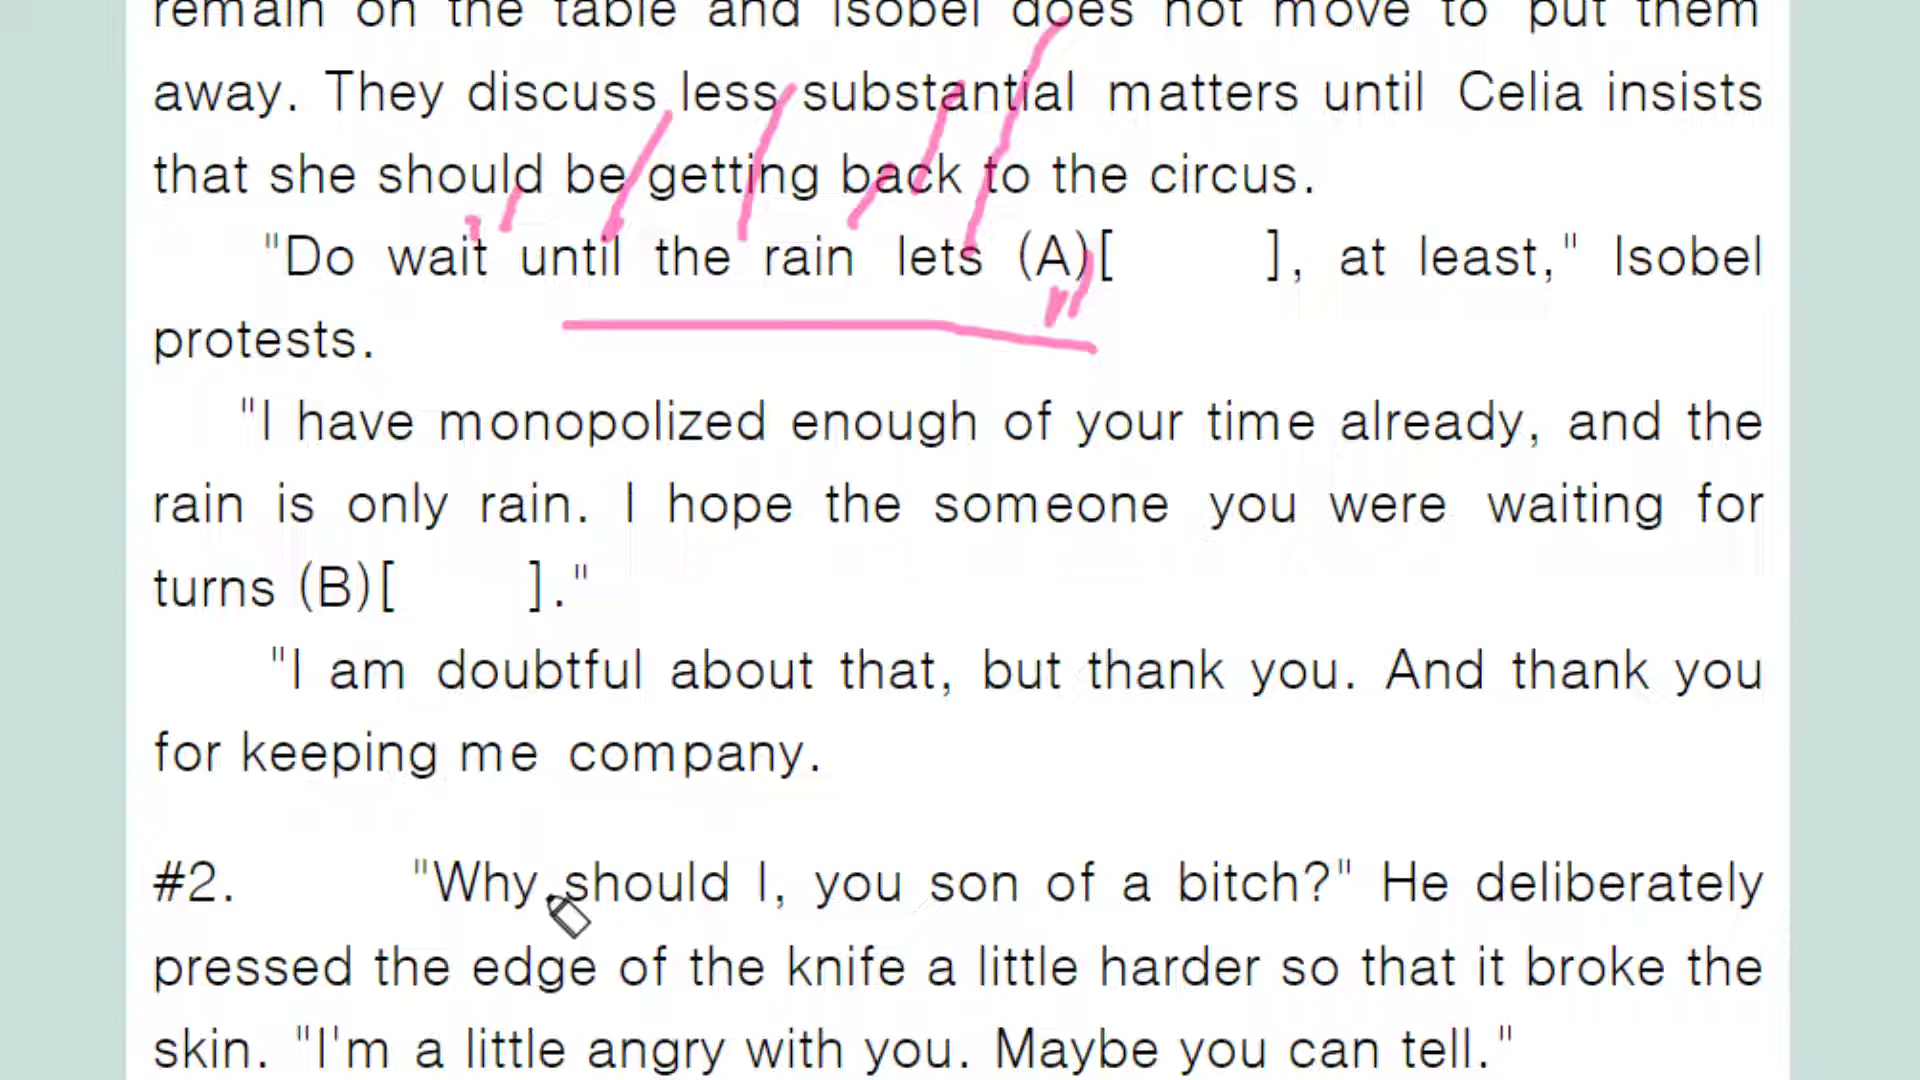 remain on the table and Isobel does not move to put them
away. They discuss less substantial matters until Celia insists
that she should be getting back to the circus.
"Do wait until the rain lets (A)[ ], at least," Isobel
protests.
"I have monopolized enough of your time already, and the
rain is only rain. I hope the someone you were waiting for
turns (B)[ ]."
"I am doubtful about that, but thank you. And thank you
for keeping me company.
#2. "Why should I, you son of a bitch?" He deliberately
pressed the edge of the knife a little harder so that it broke the
skin. "I'm a little angry with you. Maybe you can tell."